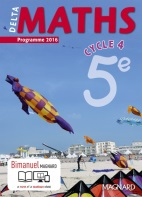 DELTA
MATHS
Programme 2016
CYCLE 4
5e
Bimanuel MAGNARD
MAGNARD